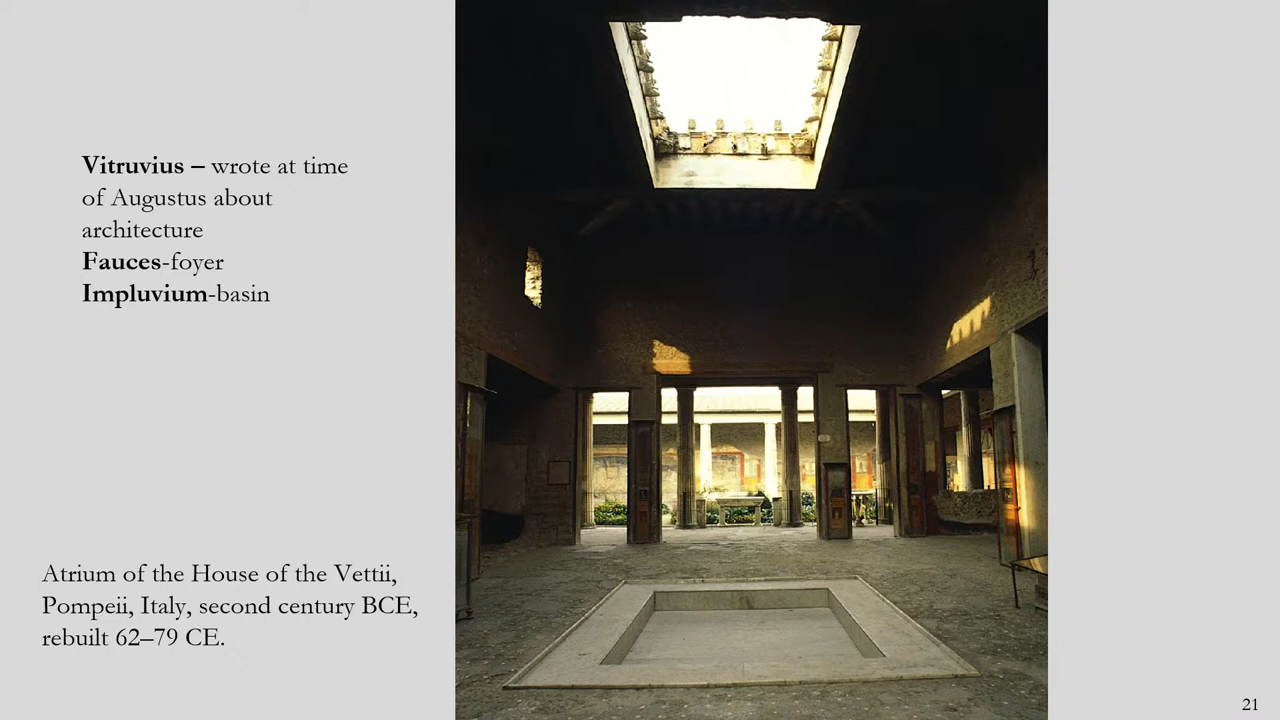 Vitruvius – wrote at time
of Augustus about
architecture
Fauces-foyer
Impluvium-basin
Atrium of the House of the Vettii,
Pompeii, Italy, second century BCE,
rebuilt 62–79 CE.
21